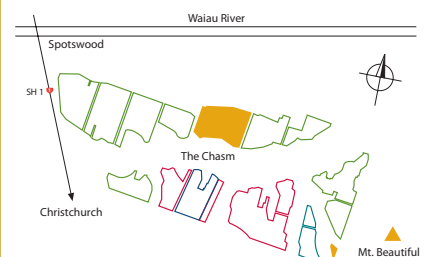 Waiau River
Spotswood
SH 1
The Chasm
Christchurch
Mt. Beautiful